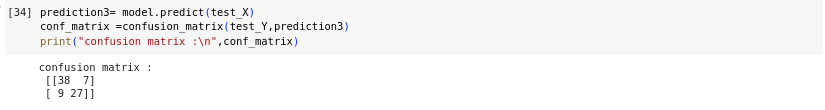 [34] prediction3= model.predict(test_X)
conf_matrix =confusion_matrix(test_Y,prediction3)
print("confusion matrix :\n",conf_matrix)
confusion matrix :
[[38  7]
[ 9 27]]